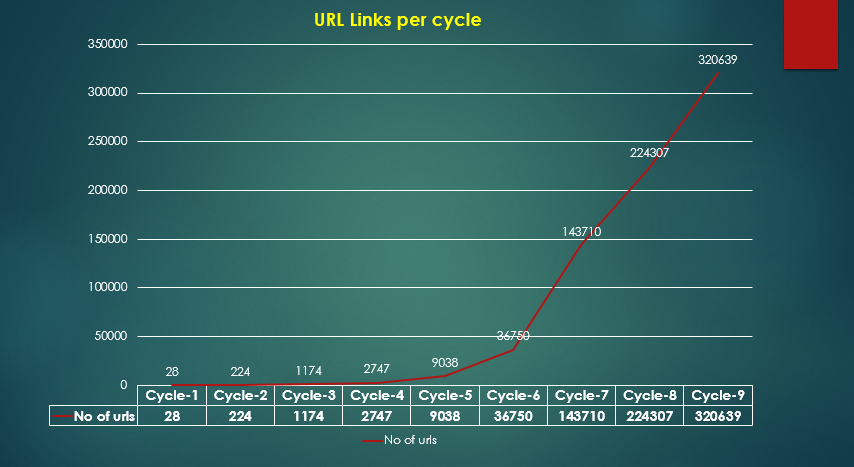 URL Links per cycle
350000
300000
250000
200000
150000
100000
50000
0
28 224 1174 2747 9038 36750 143710 224307 320639
Cycle-1 Cycle-2 Cycle-3 Cycle-4 Cycle-5 Cycle-6 Cycle-7 Cycle-8 Cycle-9
No of urls 28 224 1174 2747 9038 36750 143710 224307 320639
No of urls